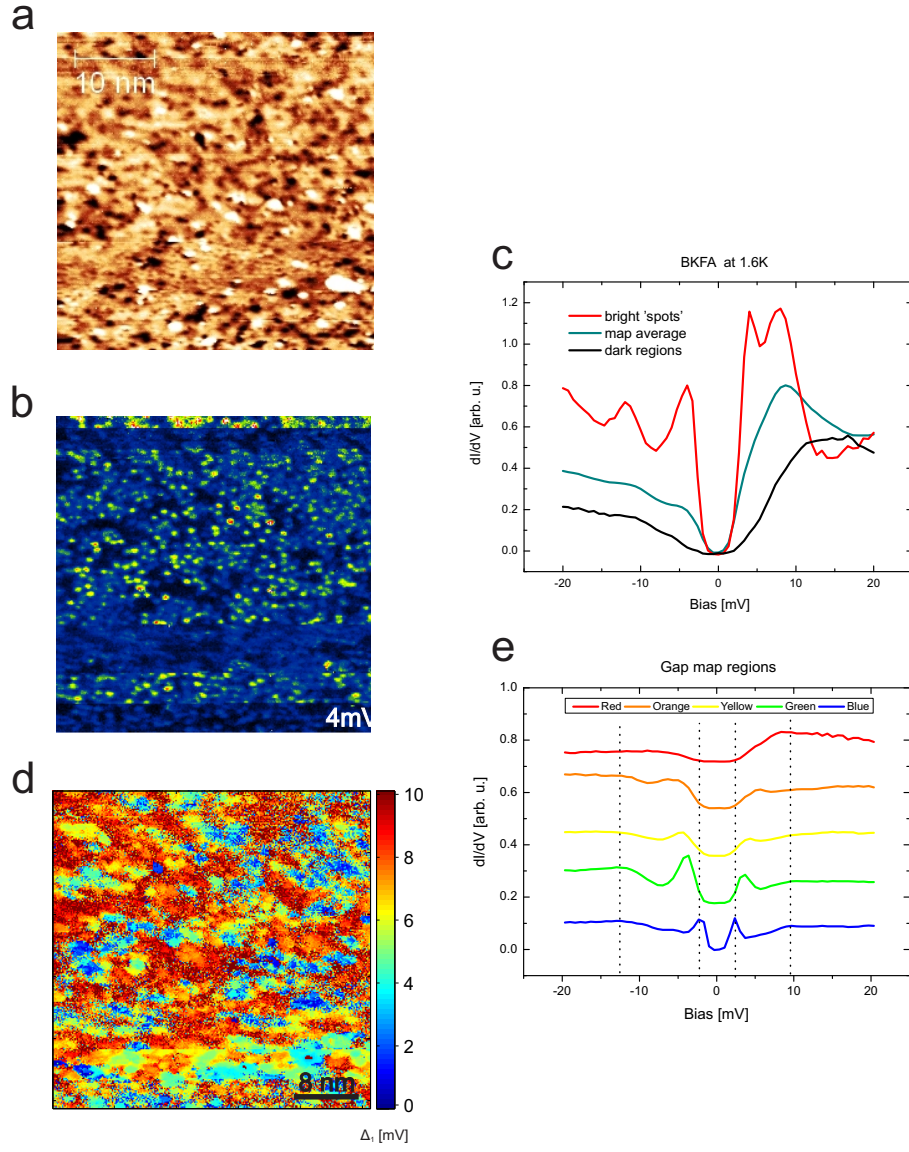 a
10 nm
b
4mV
c
BKFA at 1.6K
bright 'spots'
map average
dark regions
1.2
1.0
0.8
0.6
0.4
0.2
0.0
dI/dV [arb. u.]
-20 -10 0 10 20
Bias [mV]
d
8 nm
10
8
6
4
2
0
Δ₁ [mV]
e
Gap map regions
Red Orange Yellow Green Blue
1.0
0.8
0.6
0.4
0.2
0.0
dI/dV [arb. u.]
-20 -10 0 10 20
Bias [mV]